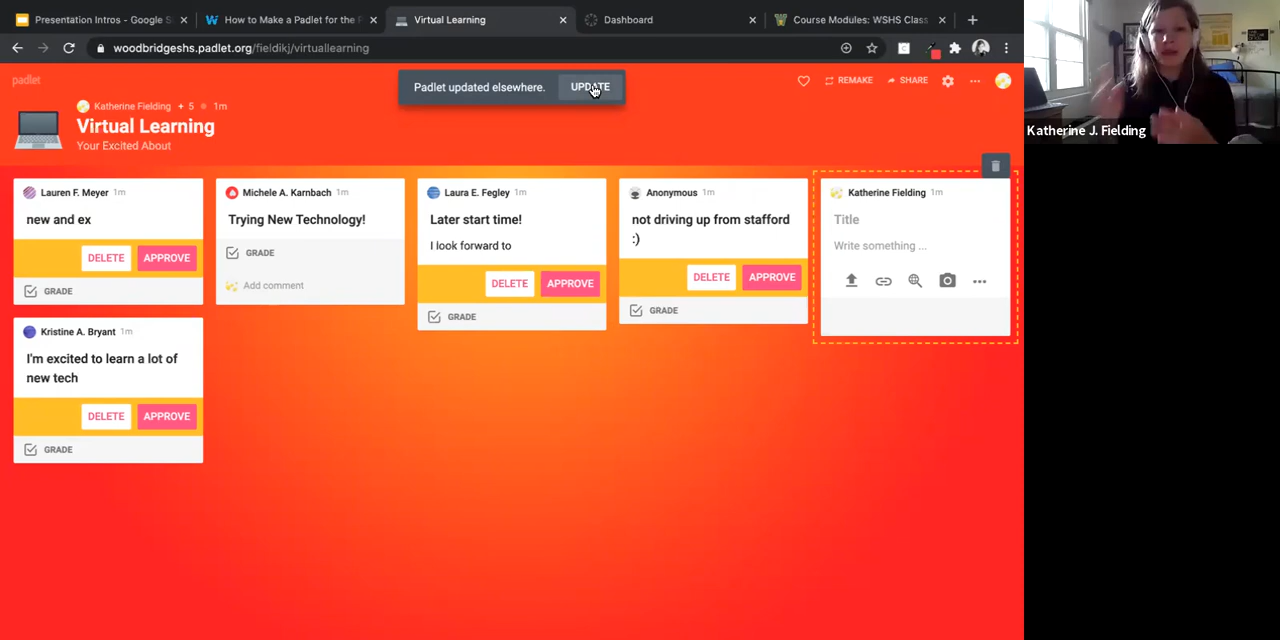 Presentation Intros - Google S
How to Make a Padlet for the F
Virtual Learning
Dashboard
Course Modules: WSHS Class
woodbridgeshs.padlet.org/fieldikj/virtuallearning
padlet
Padlet updated elsewhere. UPDATE
REMAKE
SHARE
Katherine Fielding + 5 1m
Virtual Learning
Your Excited About
Lauren F. Meyer 1m
new and ex
DELETE APPROVE
GRADE
Kristine A. Bryant 1m
I'm excited to learn a lot of
new tech
DELETE APPROVE
GRADE
Michele A. Karnbach 1m
Trying New Technology!
GRADE
Add comment
Laura E. Fegley 1m
Later start time!
I look forward to
DELETE APPROVE
GRADE
Anonymous 1m
not driving up from stafford
:)
DELETE APPROVE
GRADE
Katherine Fielding 1m
Title
Write something ...
Katherine J. Fielding